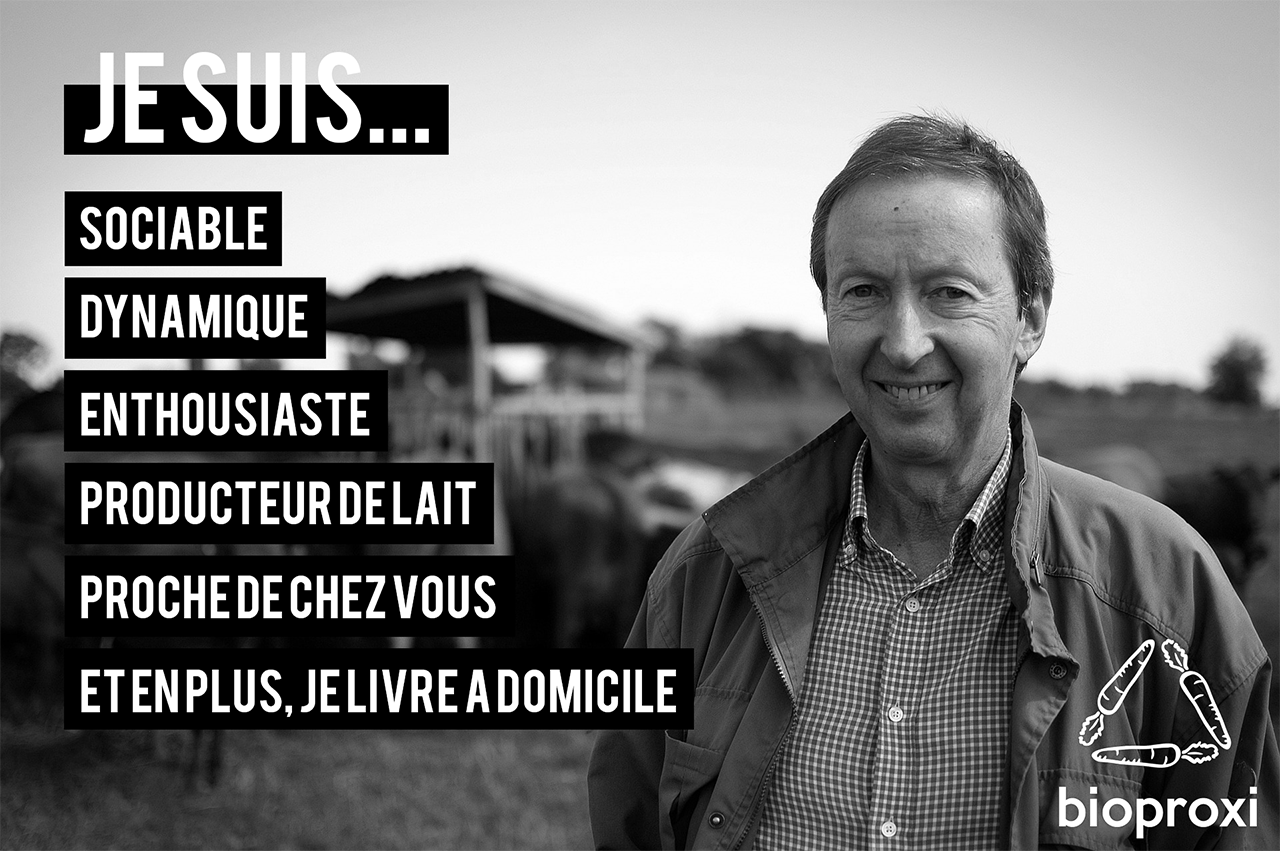 JE SUIS...
SOCIABLE
DYNAMIQUE
ENTHOUSIASTE
PRODUCTEUR DE LAIT
PROCHE DE CHEZ VOUS
ET EN PLUS, JE LIVRE A DOMICILE
bioproxi